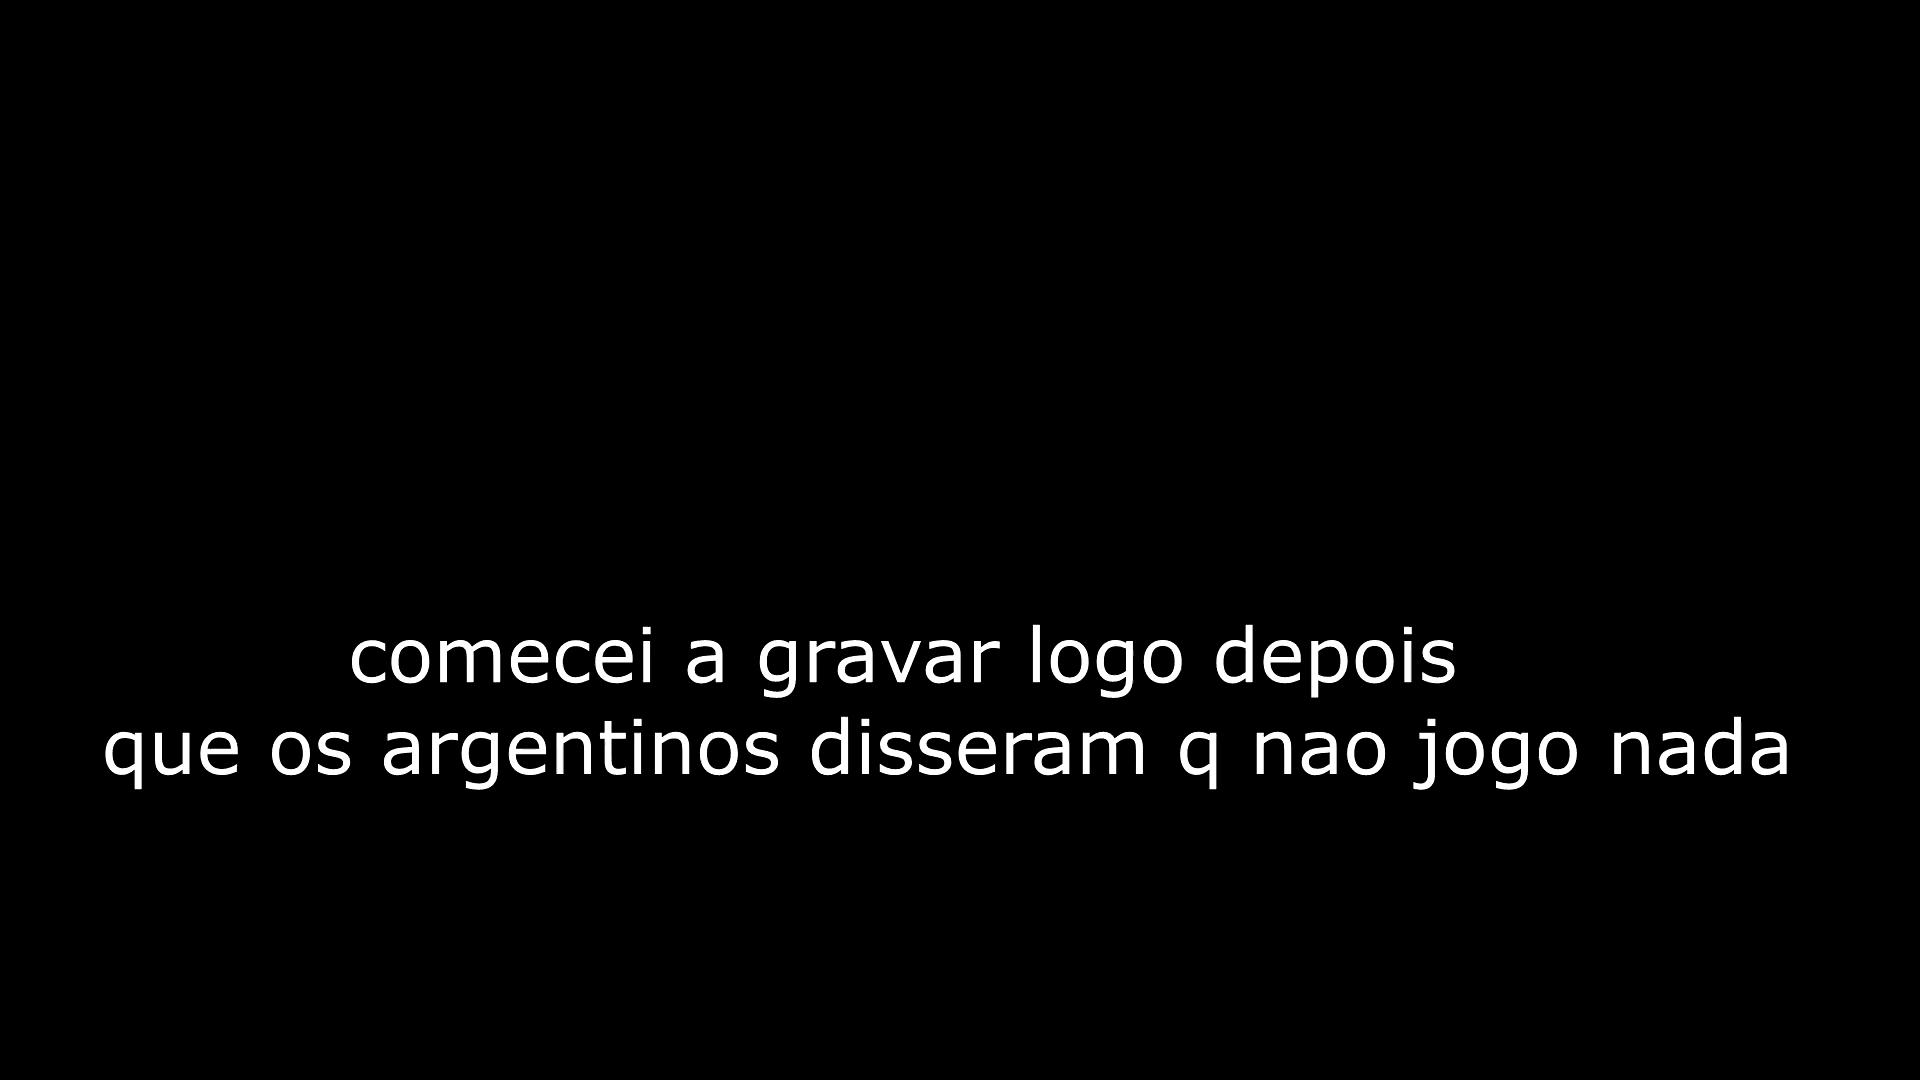 comecei a gravar logo depois
que os argentinos disseram q nao jogo nada